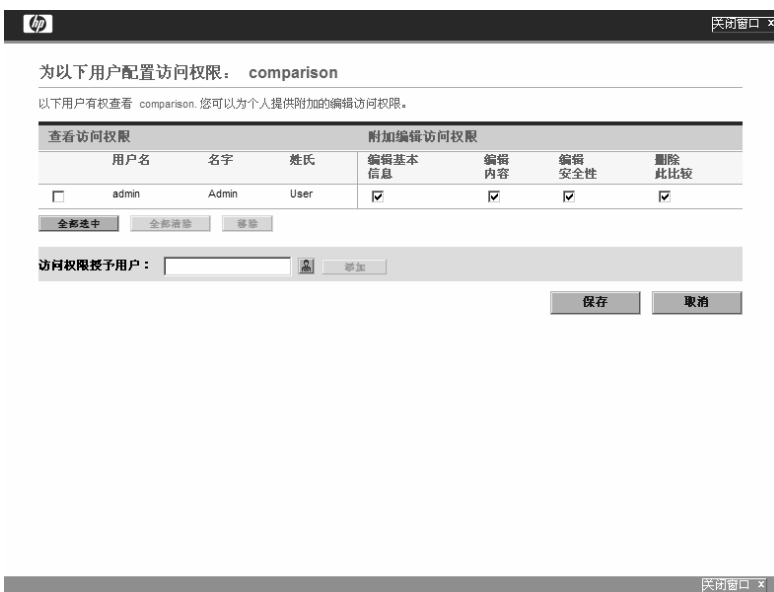 hp 关闭窗口 x
为以下用户配置访问权限： comparison
以下用户有权查看 comparison. 您可以为个人提供附加的编辑访问权限。
查看访问权限 附加编辑访问权限
用户名 名字 姓氏 编辑基本信息 编辑内容 编辑安全性 删除此比较
admin Admin User
全部选中 全部清除 移除
访问权限授予用户： 添加
保存 取消
关闭窗口 x